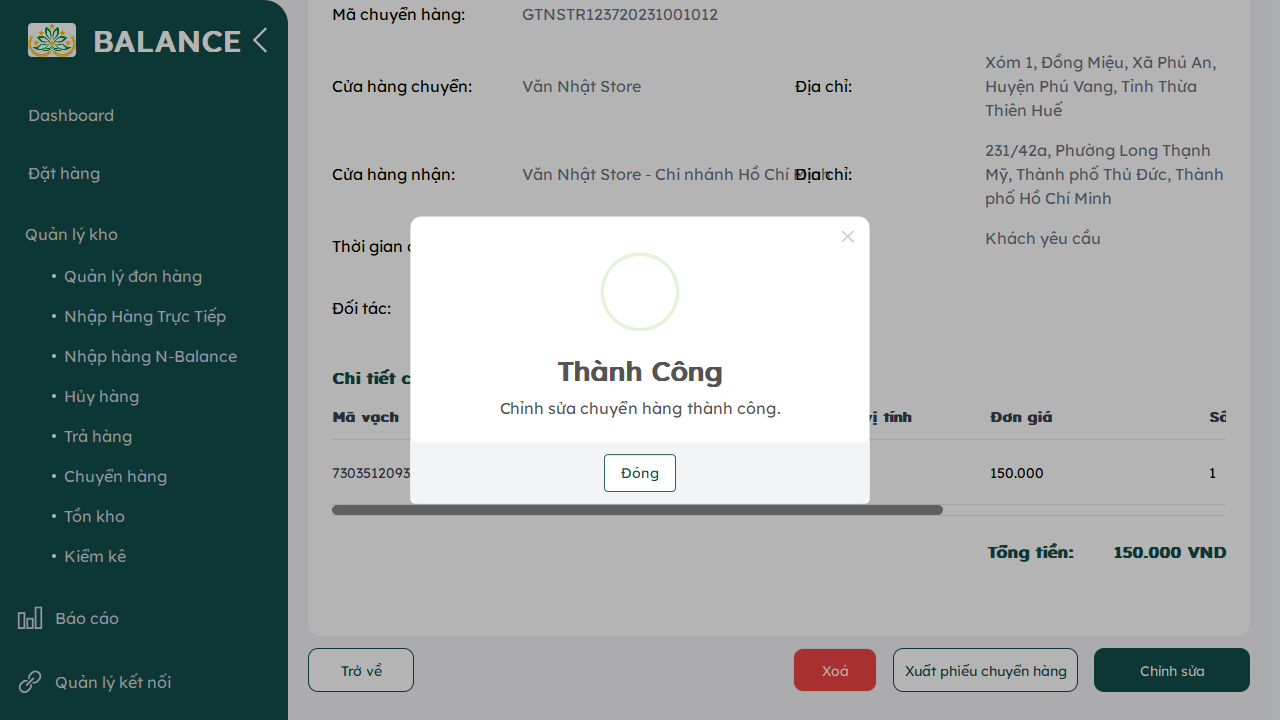 BALANCE
Dashboard
Đặt hàng
Quản lý kho
• Quản lý đơn hàng
• Nhập Hàng Trực Tiếp
• Nhập hàng N-Balance
• Hủy hàng
• Trả hàng
• Chuyển hàng
• Tồn kho
• Kiểm kê
Báo cáo
Quản lý kết nối
Mã chuyển hàng: GTNSTR123720231001012
Cửa hàng chuyển: Văn Nhật Store Địa chỉ: Xóm 1, Đồng Miệu, Xã Phú An,
Huyện Phú Vang, Tỉnh Thừa
Thiên Huế
Cửa hàng nhận: Văn Nhật Store - Chi nhánh Hồ Chí Minh Địa chỉ: 231/42a, Phường Long Thạnh
Mỹ, Thành phố Thủ Đức, Thành
phố Hồ Chí Minh
Thời gian Khách yêu cầu
Đối tác:
Chi tiết
Mã vạch tính Đơn giá Số
7303512093 150.000 1
Tổng tiền: 150.000 VND
Thành Công
Chỉnh sửa chuyển hàng thành công.
Đóng
Trở về Xoá Xuất phiếu chuyển hàng Chỉnh sửa